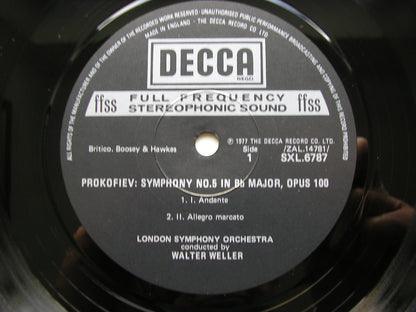 ALL RIGHTS OF THE MANUFACTURER AND OF THE OWNER OF THE RECORDED WORK RESERVED · UNAUTHORISED PUBLIC PERFORMANCE BROADCASTING AND COPYING OF THIS RECORD PROHIBITED
MADE IN ENGLAND · THE DECCA RECORD CO LTD
DECCA
REGD.
ffss FULL FREQUENCY ffss
STEREOPHONIC SOUND
℗ 1977 THE DECCA RECORD CO. LTD.
Britico. Boosey & Hawkes Side /ZAL.14781/
1 SXL.6787
PROKOFIEV: SYMPHONY NO.5 IN Bb MAJOR, OPUS 100
1. I. Andante
2. II. Allegro marcato
LONDON SYMPHONY ORCHESTRA
conducted by
WALTER WELLER